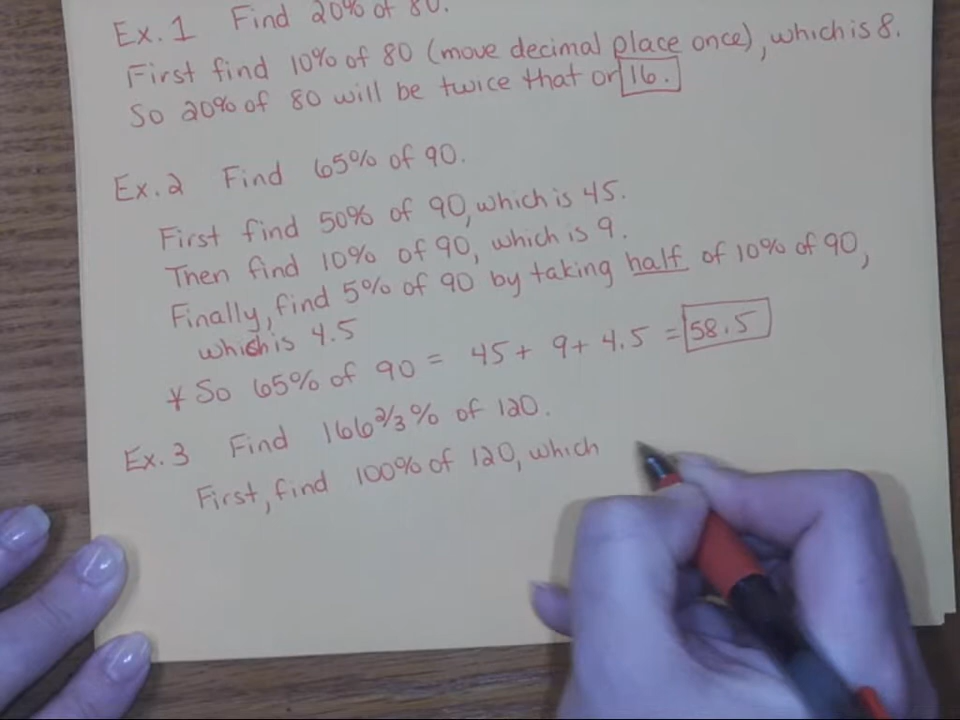 Ex. 1 Find 20% of 80.
First find 10% of 80 (move decimal place once), which is 8.
So 20% of 80 will be twice that or 16.
Ex. 2 Find 65% of 90.
First find 50% of 90, which is 45.
Then find 10% of 90, which is 9.
Finally, find 5% of 90 by taking half of 10% of 90,
which is 4.5
* So 65% of 90 = 45 + 9 + 4.5 = 58.5
Ex. 3 Find 166 2/3 % of 120.
First, find 100% of 120, which